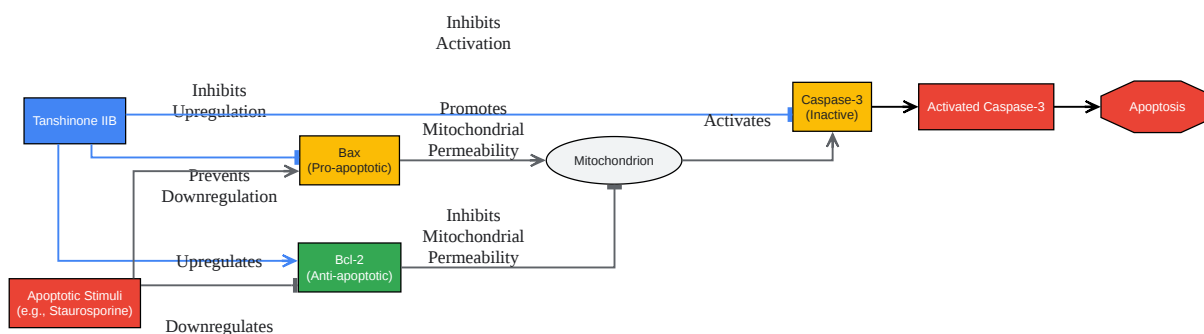 Inhibits
Activation
Inhibits
Upregulation
Tanshinone IIB
Promotes
Mitochondrial
Permeability
Activates
Caspase-3
(Inactive)
Activated Caspase-3
Apoptosis
Bax
(Pro-apoptotic)
Mitochondrion
Prevents
Downregulation
Inhibits
Mitochondrial
Permeability
Upregulates
Bcl-2
(Anti-apoptotic)
Apoptotic Stimuli
(e.g., Staurosporine)
Downregulates